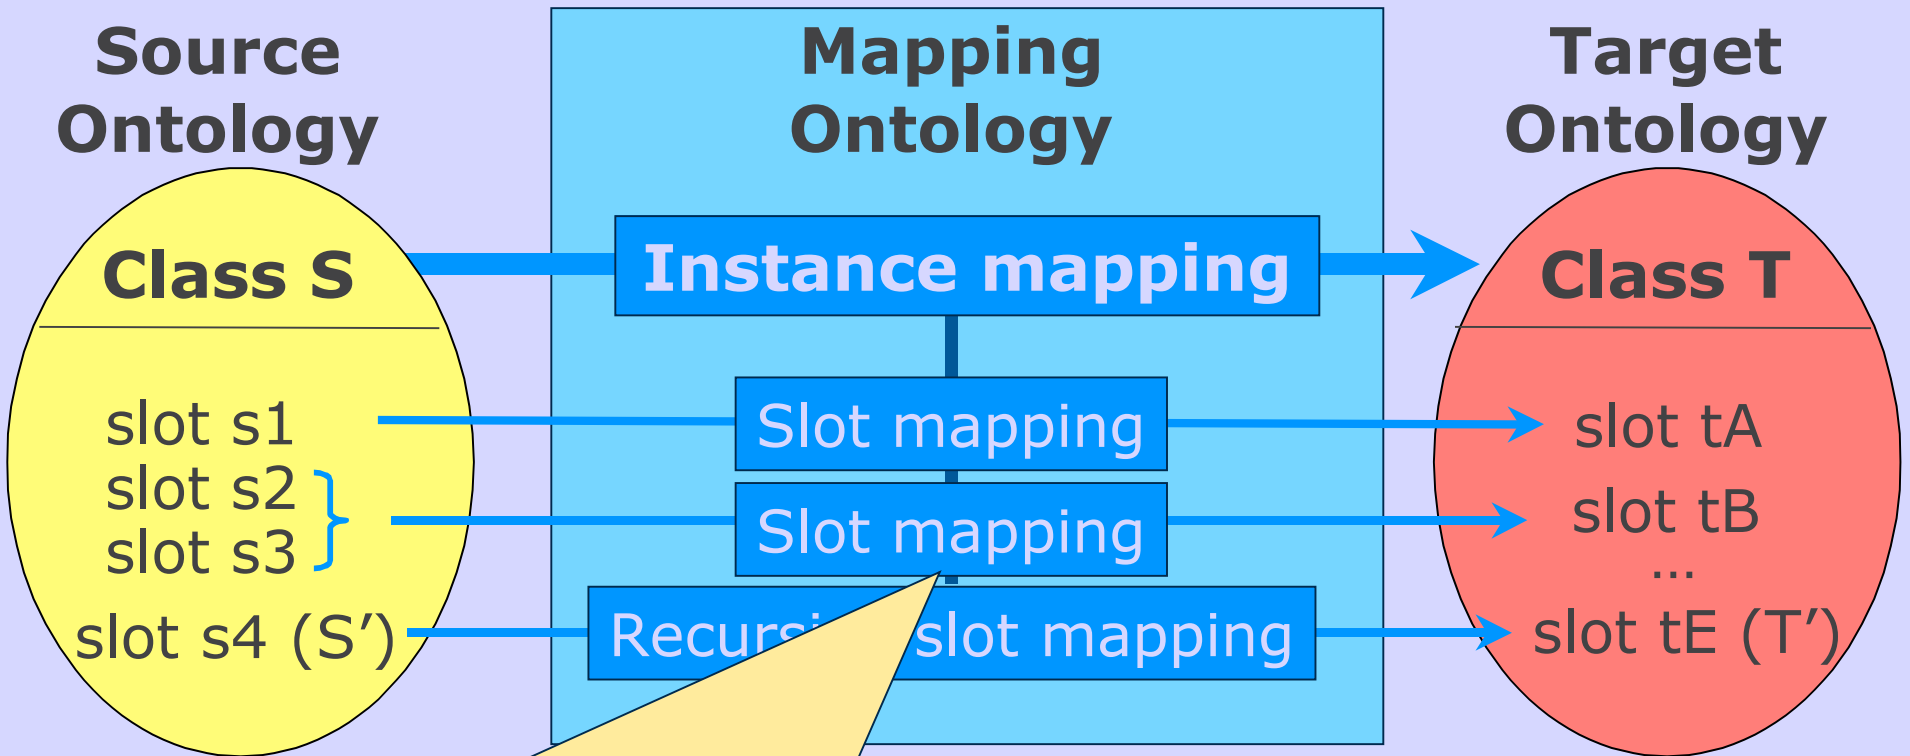 Source
Ontology
Mapping
Ontology
Target
Ontology
Class S
Instance mapping
Class T
slot s1
slot s2
slot s3
slot s4 (S′)
Slot mapping
Slot mapping
slot mapping
slot tA
slot tB
...
slot tE (T′)